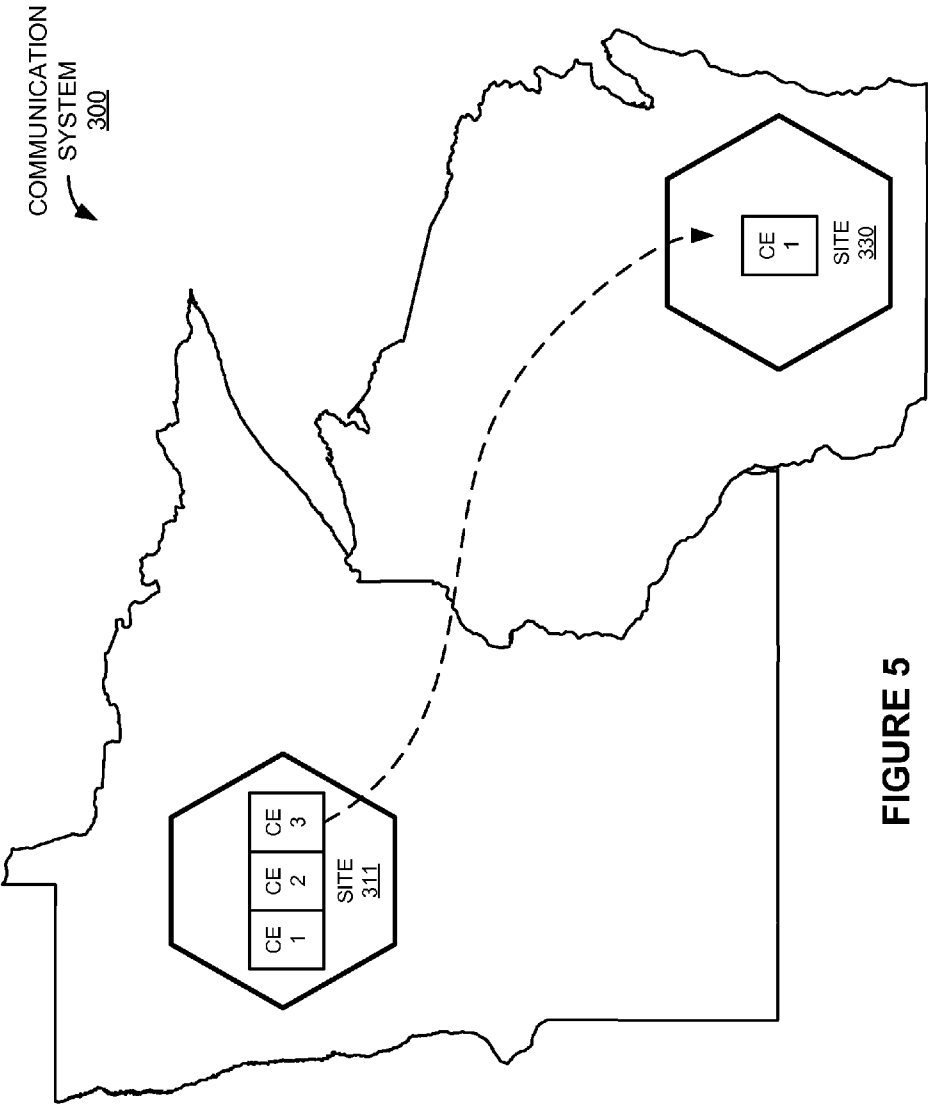 COMMUNICATION
SYSTEM
300
CE
1
CE
2
CE
3
SITE
311
CE
1
SITE
330
FIGURE 5